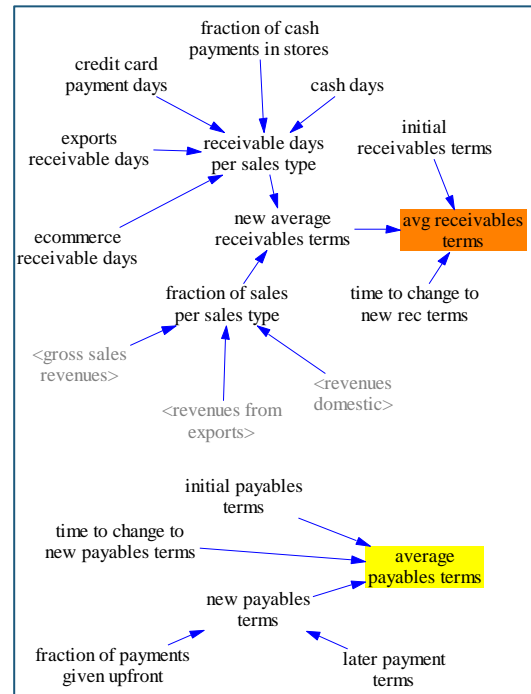 fraction of cash
payments in stores
credit card
payment days
cash days
exports
receivable days
receivable days
per sales type
initial
receivables terms
ecommerce
receivable days
new average
receivables terms
avg receivables
terms
fraction of sales
per sales type
time to change to
new rec terms
<gross sales
revenues>
<revenues from
exports>
<revenues
domestic>
initial payables
terms
time to change to
new payables terms
average
payables terms
new payables
terms
fraction of payments
given upfront
later payment
terms